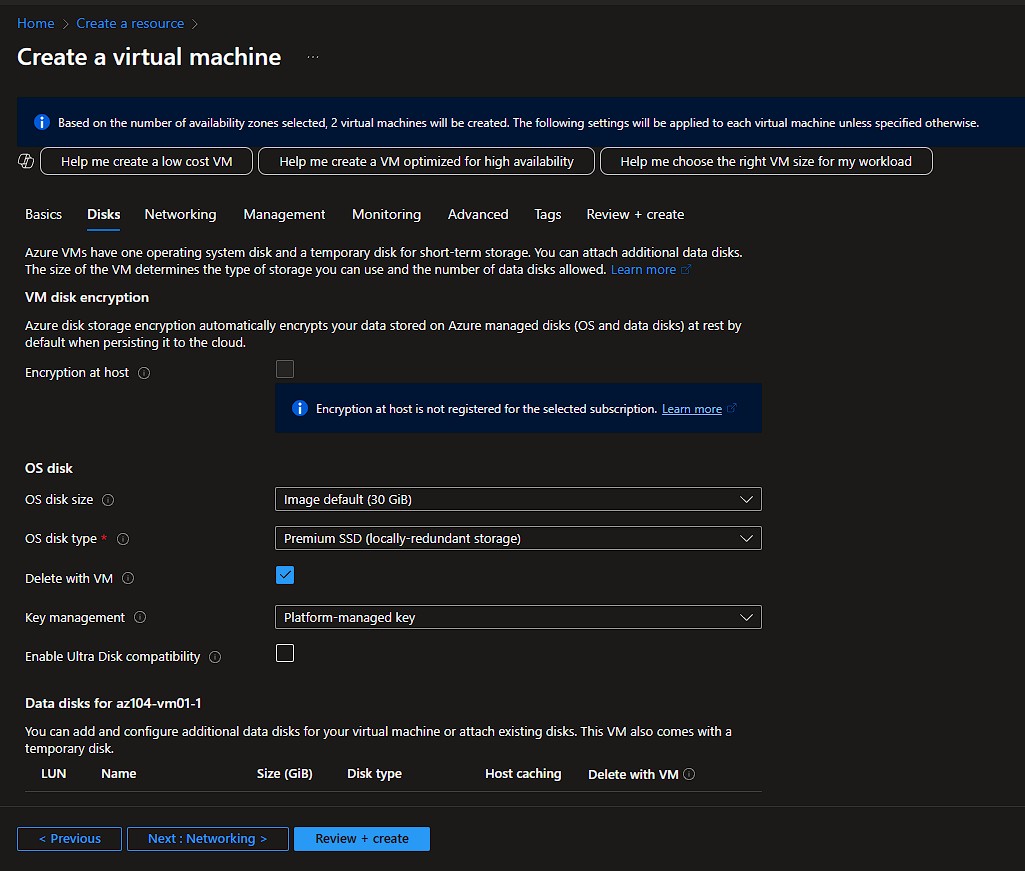 Home > Create a resource >
Create a virtual machine ...
Based on the number of availability zones selected, 2 virtual machines will be created. The following settings will be applied to each virtual machine unless specified otherwise.
Help me create a low cost VM Help me create a VM optimized for high availability Help me choose the right VM size for my workload
Basics Disks Networking Management Monitoring Advanced Tags Review + create
Azure VMs have one operating system disk and a temporary disk for short-term storage. You can attach additional data disks.
The size of the VM determines the type of storage you can use and the number of data disks allowed. Learn more
VM disk encryption
Azure disk storage encryption automatically encrypts your data stored on Azure managed disks (OS and data disks) at rest by
default when persisting it to the cloud.
Encryption at host
Encryption at host is not registered for the selected subscription. Learn more
OS disk
OS disk size Image default (30 GiB)
OS disk type * Premium SSD (locally-redundant storage)
Delete with VM
Key management Platform-managed key
Enable Ultra Disk compatibility
Data disks for az104-vm01-1
You can add and configure additional data disks for your virtual machine or attach existing disks. This VM also comes with a
temporary disk.
LUN Name Size (GiB) Disk type Host caching Delete with VM
< Previous Next : Networking > Review + create